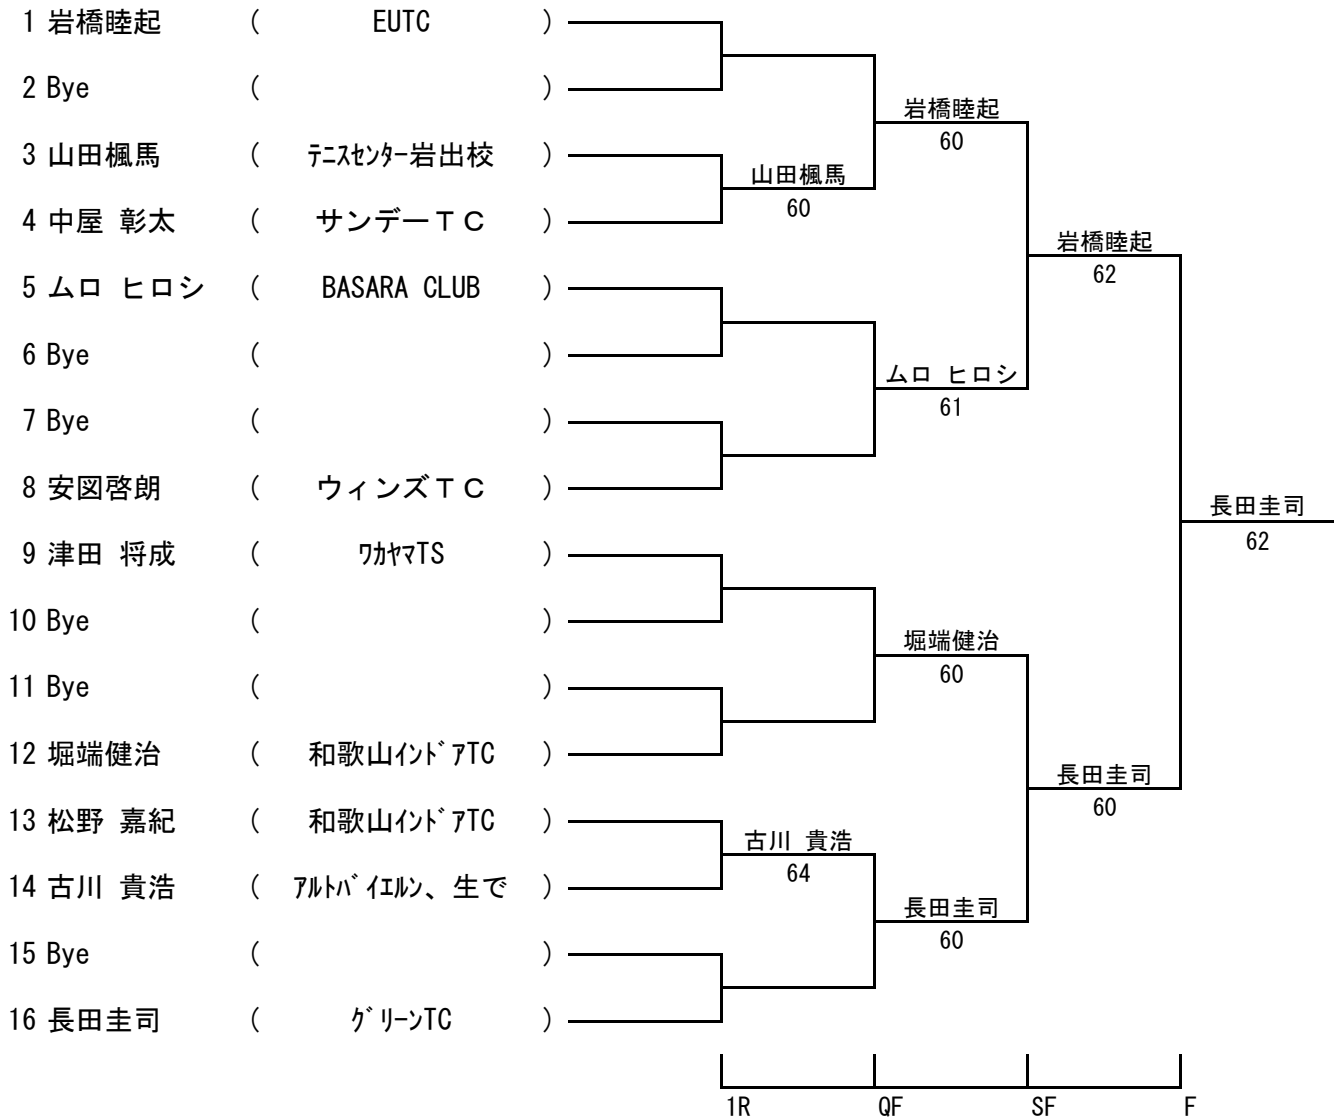 1 岩橋睦起 ( EUTC )
2 Bye ( )
岩橋睦起
60
3 山田楓馬 ( ﾃﾆｽｾﾝﾀｰ岩出校 )
山田楓馬
60
4 中屋 彰太 ( サンデーＴＣ )
岩橋睦起
62
5 ムロ ヒロシ ( BASARA CLUB )
6 Bye ( )
ムロ ヒロシ
61
7 Bye ( )
8 安図啓朗 ( ウィンズＴＣ )
長田圭司
62
9 津田 将成 ( ﾜｶﾔﾏTS )
10 Bye ( )
堀端健治
60
11 Bye ( )
12 堀端健治 ( 和歌山ｲﾝﾄﾞｱTC )
長田圭司
60
13 松野 嘉紀 ( 和歌山ｲﾝﾄﾞｱTC )
古川 貴浩
64
14 古川 貴浩 ( ｱﾙﾄﾊﾞｲｴﾙﾝ、生で )
長田圭司
60
15 Bye ( )
16 長田圭司 ( ｸﾞﾘｰﾝTC )
1R QF SF F